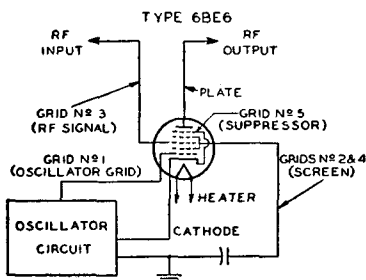 TYPE 6BE6
RF
INPUT
RF
OUTPUT
PLATE
GRID Nº 3
(RF SIGNAL)
GRID Nº 5
(SUPPRESSOR)
GRID Nº 1
(OSCILLATOR GRID)
GRIDS Nº 2 & 4
(SCREEN)
HEATER
OSCILLATOR
CIRCUIT
CATHODE